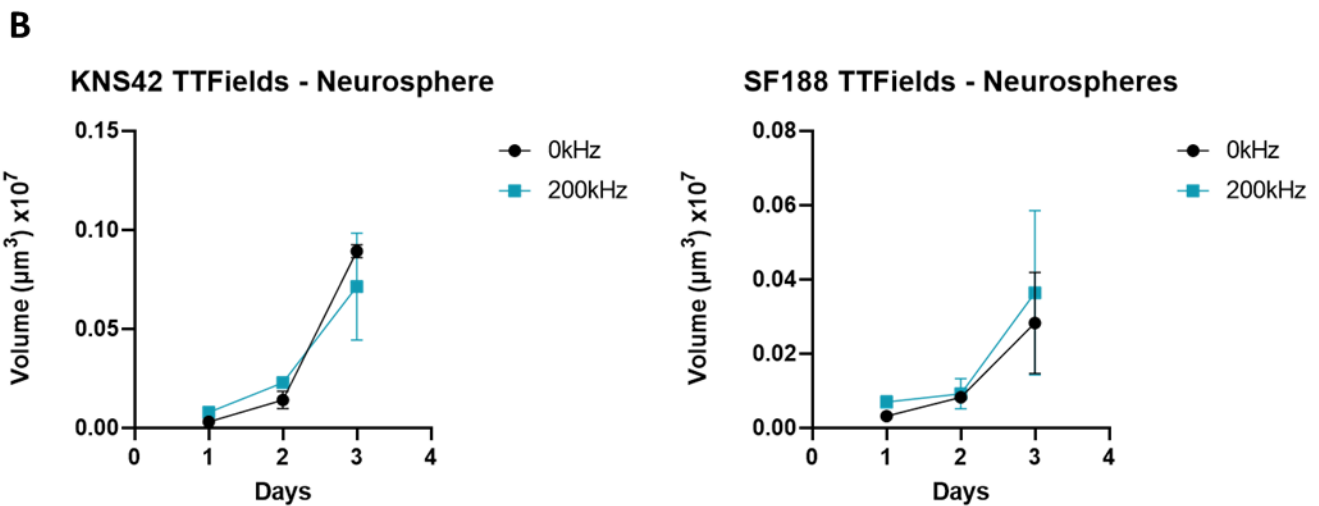 B
KNS42 TTFields - Neurosphere
Volume (µm³) x10⁷
0.15
0.10
0.05
0.00
0 1 2 3 4
Days
0kHz
200kHz
SF188 TTFields - Neurospheres
Volume (µm³) x10⁷
0.08
0.06
0.04
0.02
0.00
0 1 2 3 4
Days
0kHz
200kHz